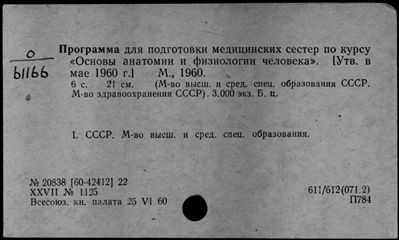 О
Ы166
Программа для подготовки медицинских сестер по курсу
«Основы анатомии и физиологии человека». [Утв. в
мае 1960 г.] М., 1960.
6 с. 21 см. (М-во высш. и сред. спец. образования СССР.
М-во здравоохранения СССР). 3.000 экз. Б. ц.
I. СССР. М-во высш. и сред. спец. образования.
№ 20838 [60-42412] 22
XXVII № 1125
Всесоюз. кн. палата 25 VI 60
611/612(071.2)
П784